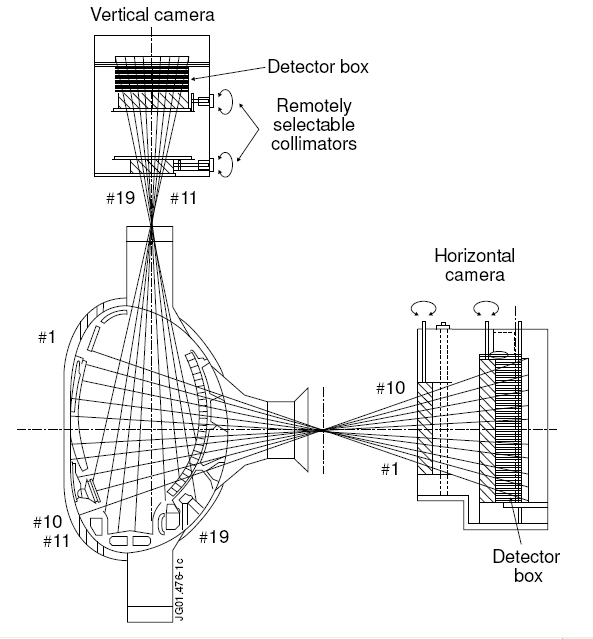 Vertical camera
Detector box
Remotely
selectable
collimators
#19
#11
Horizontal
camera
#1
#10
#1
#10
#11
#19
Detector
box
JG01.476-1c